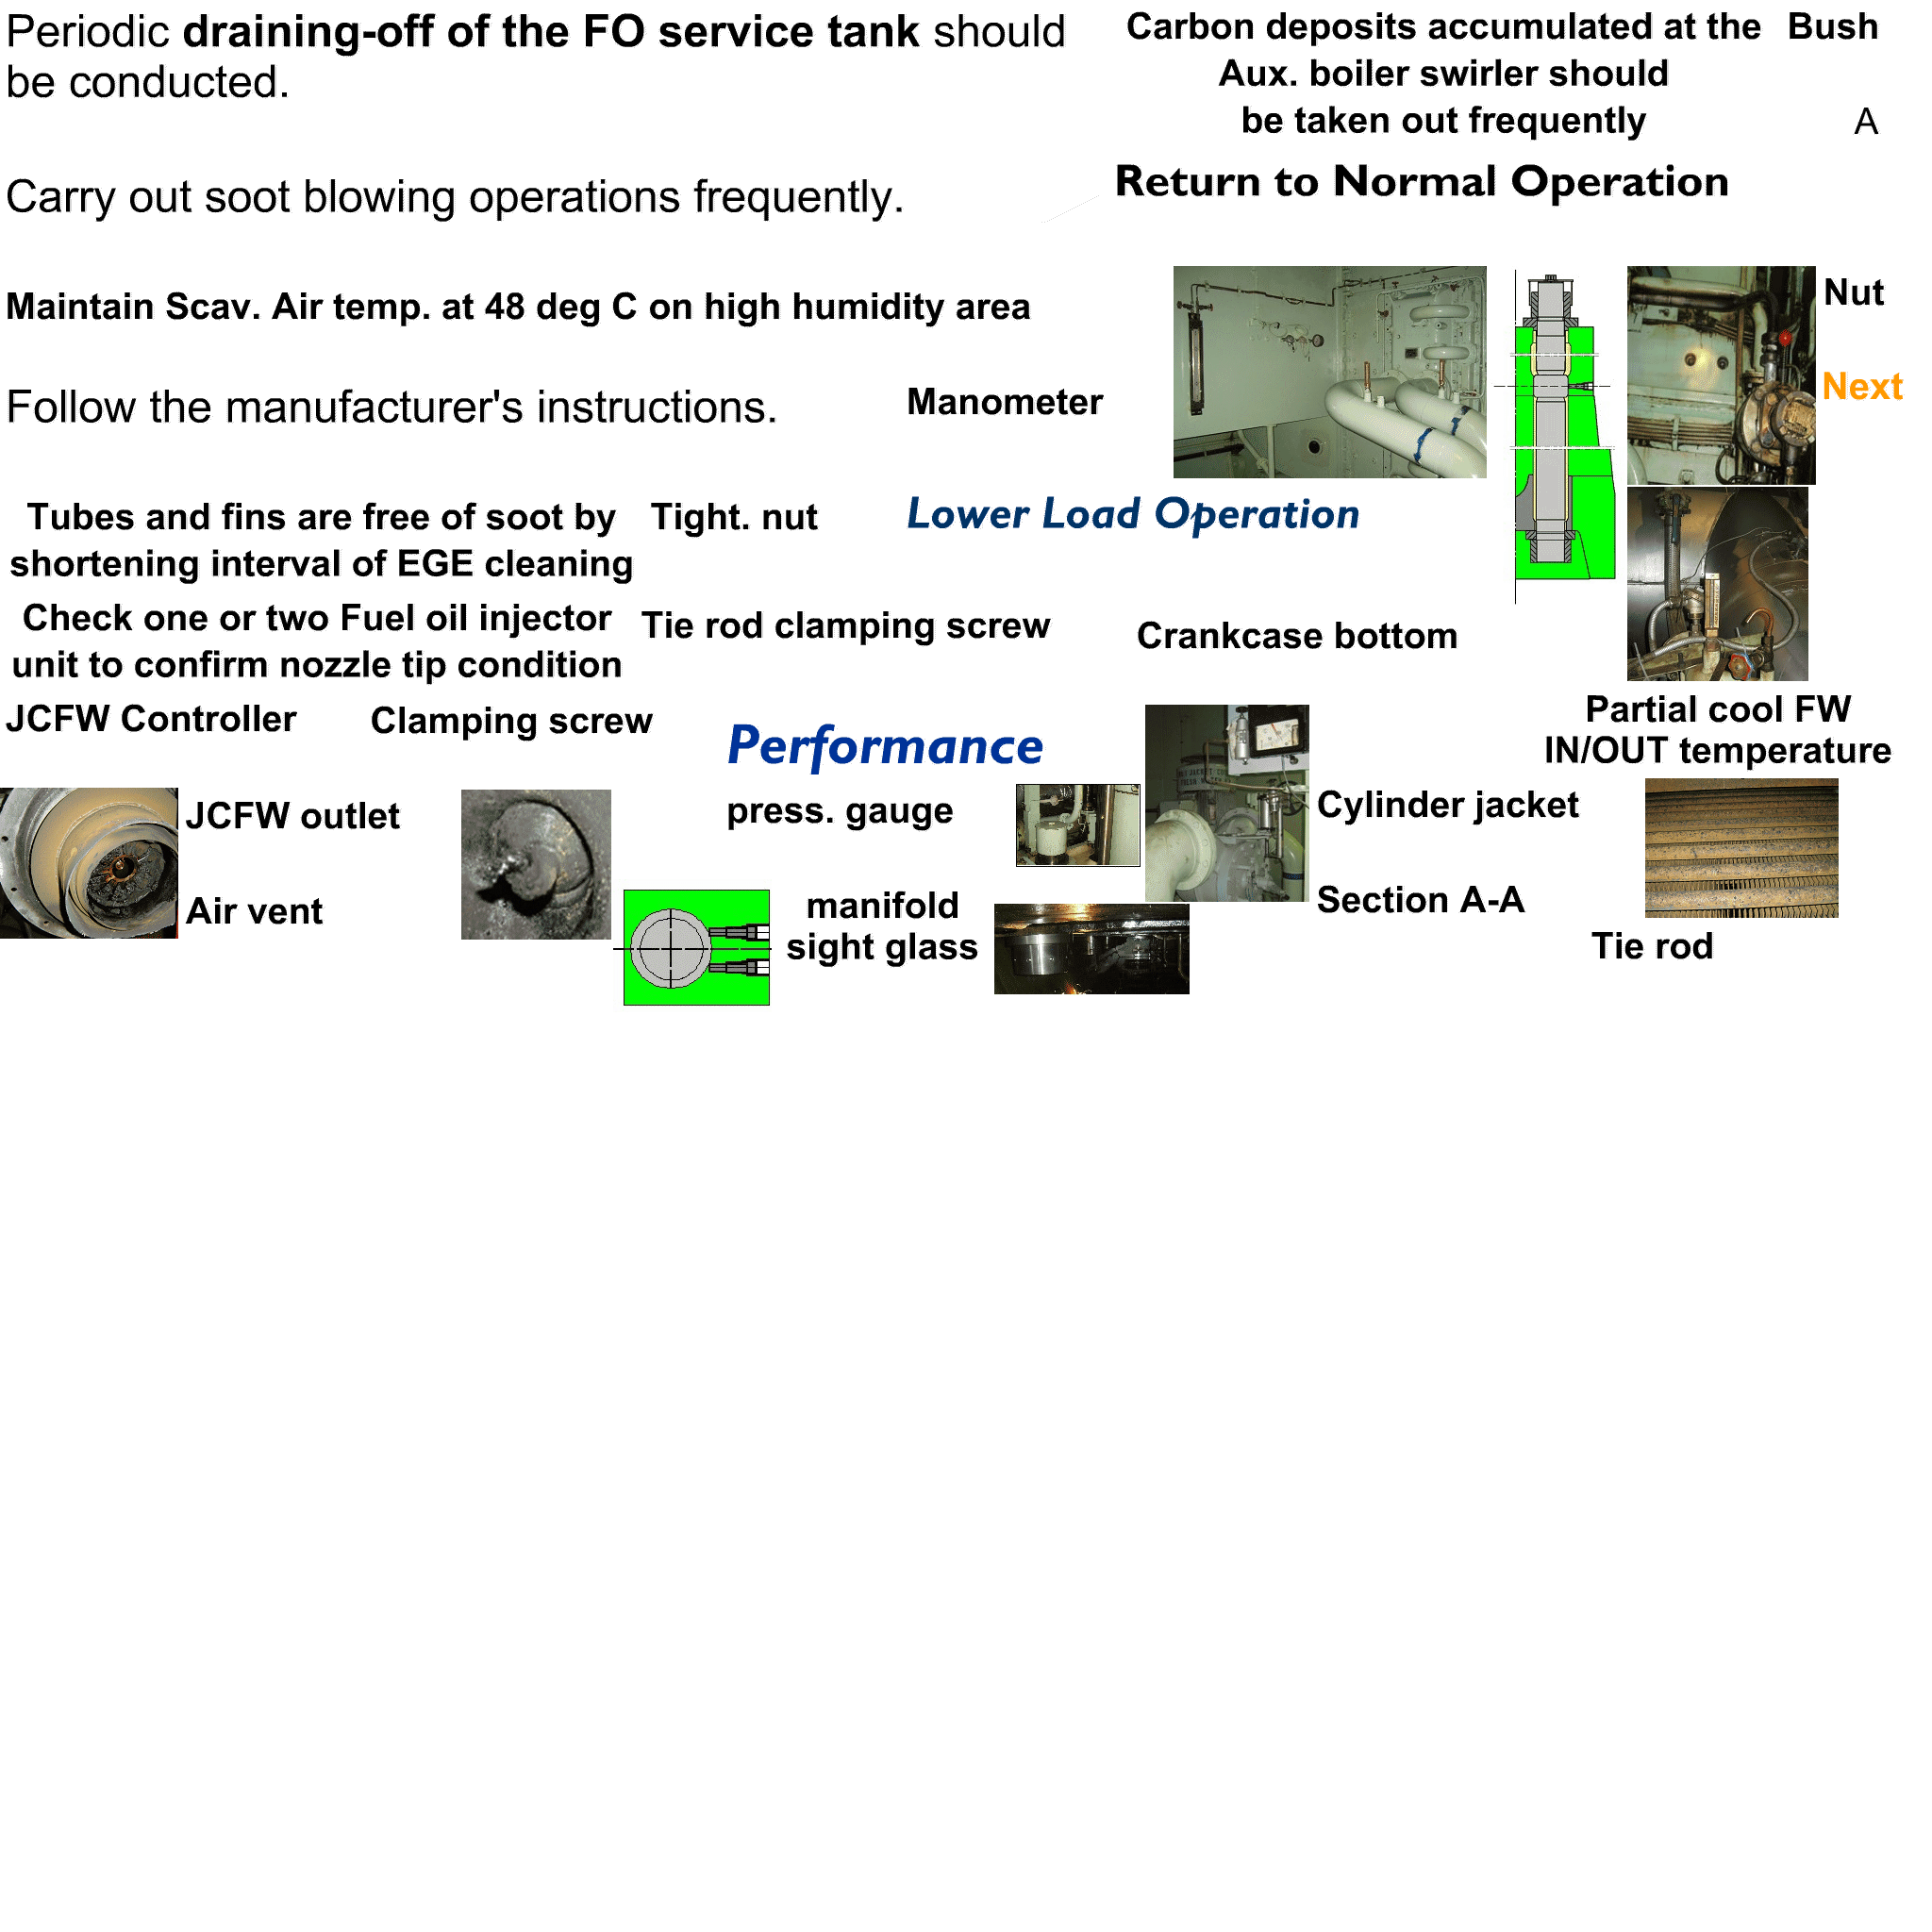 Periodic draining-off of the FO service tank should
be conducted.
Carbon deposits accumulated at the
Aux. boiler swirler should
be taken out frequently
Bush
A
Carry out soot blowing operations frequently.
Return to Normal Operation
Maintain Scav. Air temp. at 48 deg C on high humidity area
Nut
Follow the manufacturer's instructions.
Manometer
Next
Tubes and fins are free of soot by
shortening interval of EGE cleaning
Tight. nut
Lower Load Operation
Check one or two Fuel oil injector
unit to confirm nozzle tip condition
Tie rod clamping screw
Crankcase bottom
JCFW Controller
Clamping screw
Performance
Partial cool FW
IN/OUT temperature
JCFW outlet
press. gauge
Cylinder jacket
Air vent
manifold
sight glass
Section A-A
Tie rod